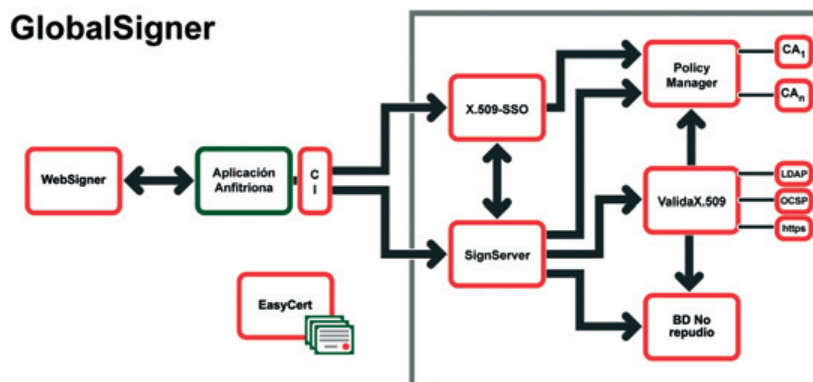 GlobalSigner
WebSigner
Aplicación
Anfitriona
C
I
EasyCert
X.509-SSO
SignServer
Policy
Manager
CA1
CAn
ValidaX.509
LDAP
OCSP
https
BD No
repudio